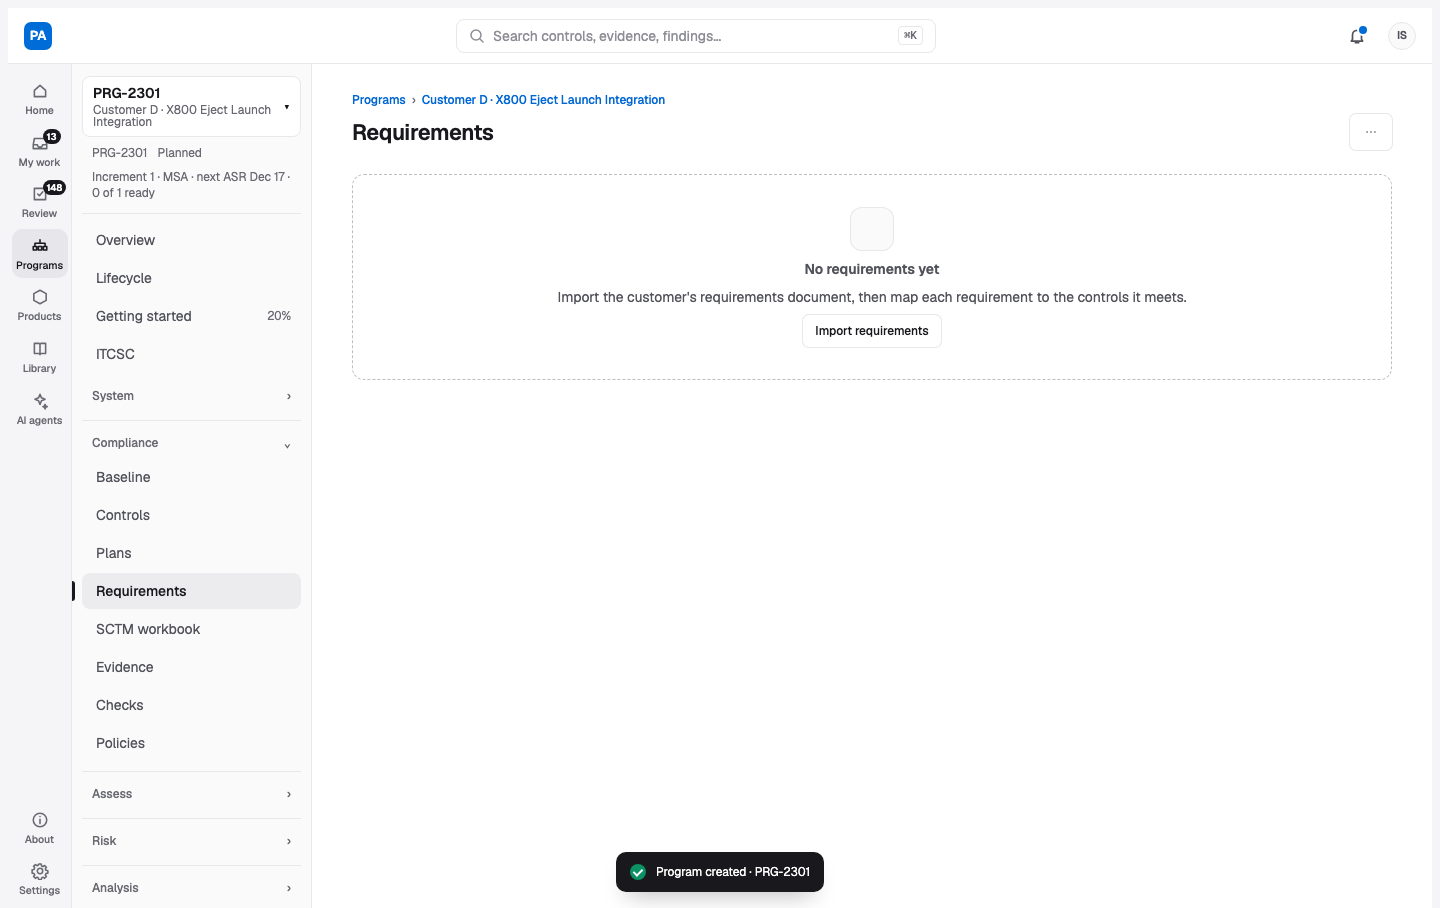 PA
Search controls, evidence, findings...
⌘K
IS
Home
13
My work
148
Review
Programs
Products
Library
AI agents
About
Settings
PRG-2301
Customer D · X800 Eject Launch
Integration
PRG-2301 Planned
Increment 1 · MSA · next ASR Dec 17 ·
0 of 1 ready
Overview
Lifecycle
Getting started 20%
ITCSC
System
Compliance
Baseline
Controls
Plans
Requirements
SCTM workbook
Evidence
Checks
Policies
Assess
Risk
Analysis
Programs › Customer D · X800 Eject Launch Integration
Requirements
...
No requirements yet
Import the customer's requirements document, then map each requirement to the controls it meets.
Import requirements
Program created · PRG-2301